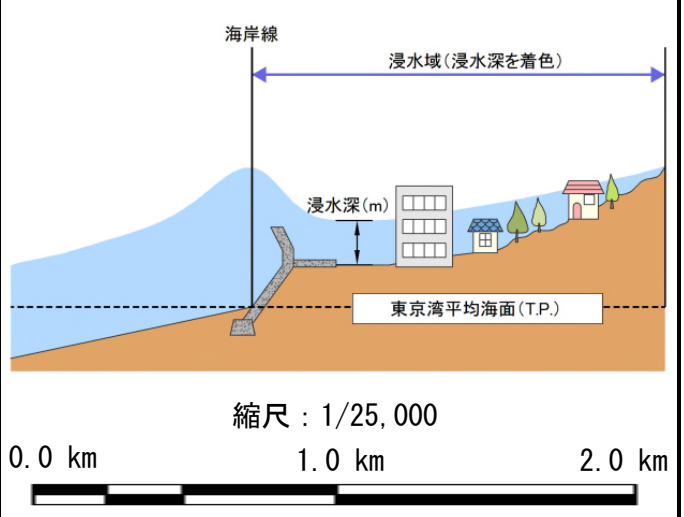 海岸線
浸水域(浸水深を着色)
浸水深(m)
東京湾平均海面(T.P.)
縮尺：1/25,000
0.0 km 1.0 km 2.0 km